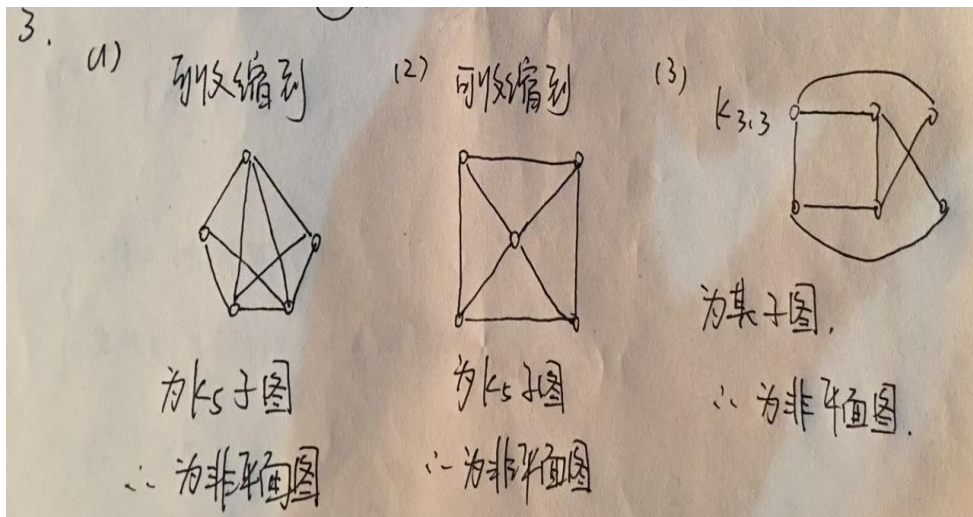 3.
(1)
可收缩到
为K5子图
∴ 为非平面图
(2)
可收缩到
为K5子图
∴ 为非平面图
(3)
K3,3
为其子图.
∴ 为非平面图.